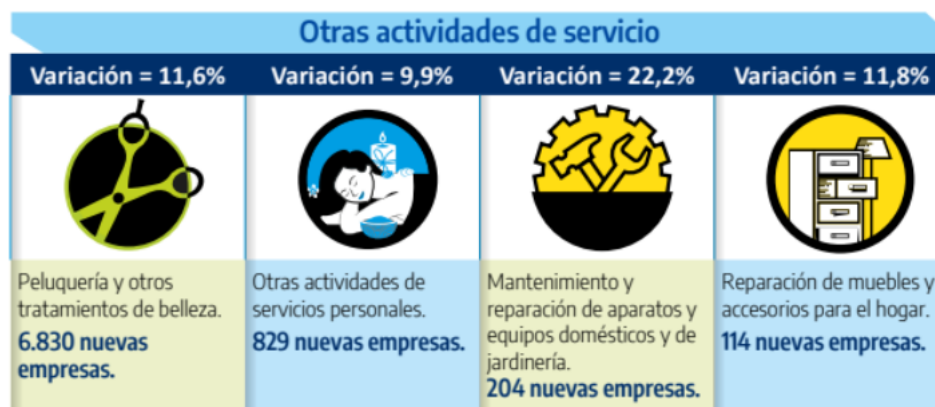 Otras actividades de servicio
Variación = 11,6%
Variación = 9,9%
Variación = 22,2%
Variación = 11,8%
Peluquería y otros
tratamientos de belleza.
6.830 nuevas
empresas.
Otras actividades de
servicios personales.
829 nuevas empresas.
Mantenimiento y
reparación de aparatos y
equipos domésticos y de
jardinería.
204 nuevas empresas.
Reparación de muebles y
accesorios para el hogar.
114 nuevas empresas.